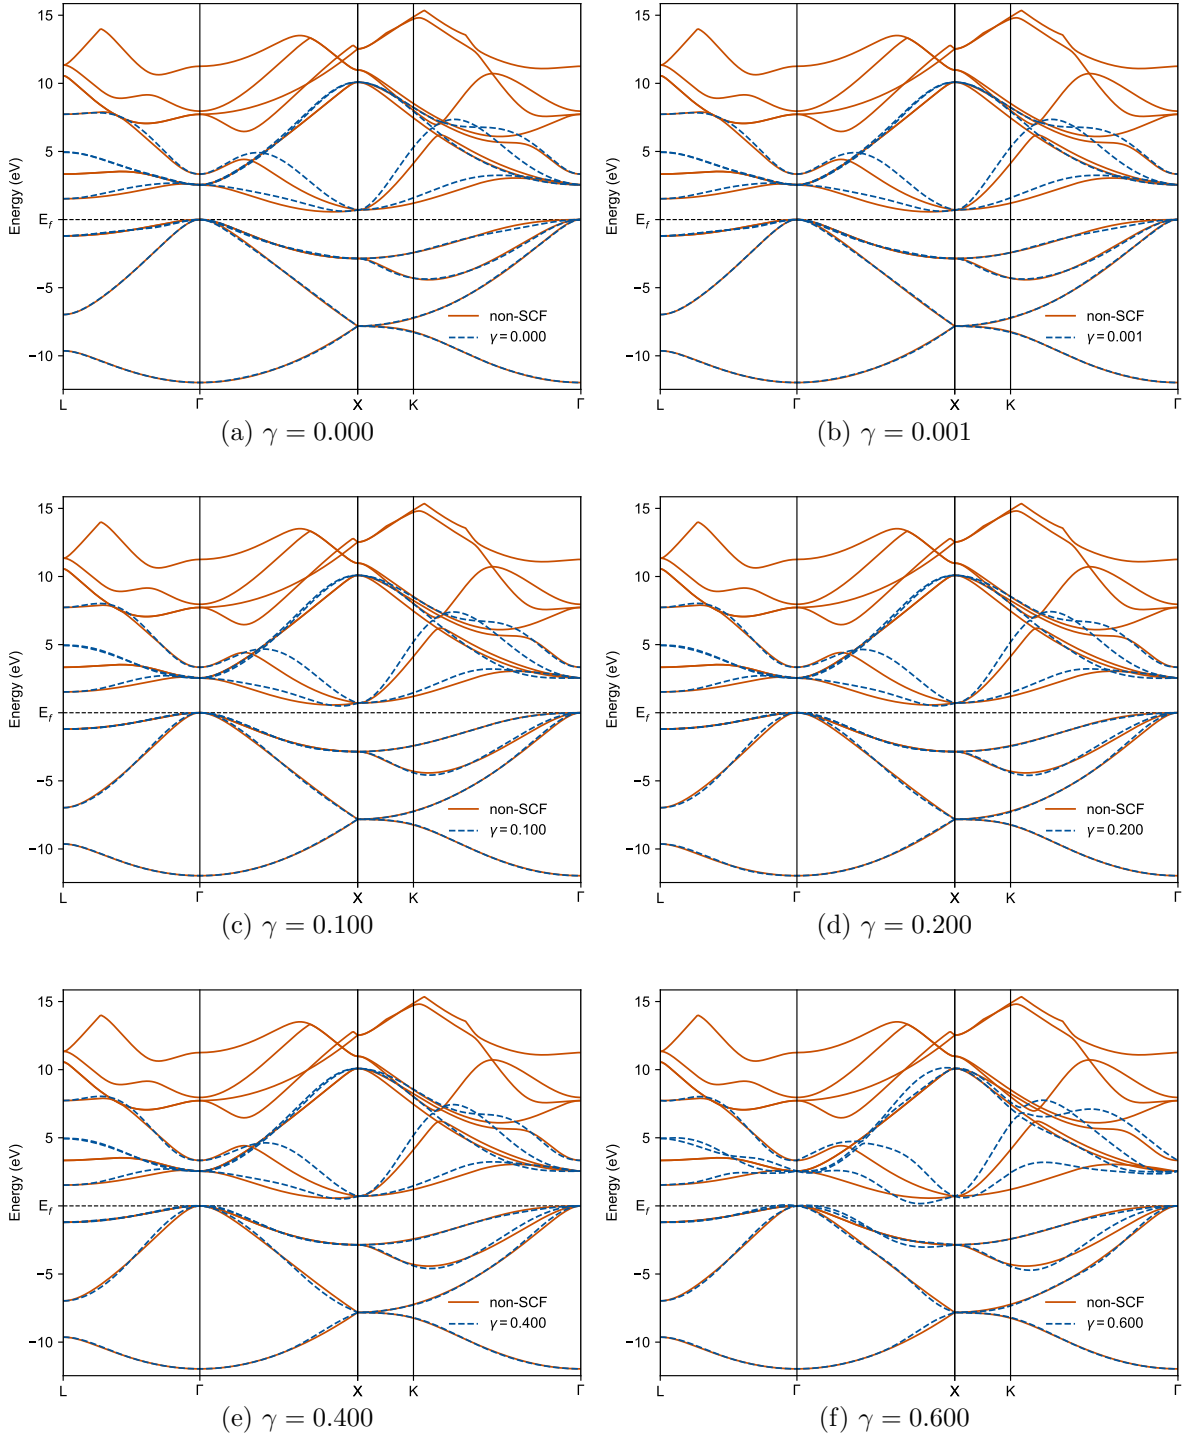 15
10
5
E_f
−5
−10
Energy (eV)
non-SCF
γ = 0.000
L Γ X K Γ
(a) γ = 0.000
15
10
5
E_f
−5
−10
Energy (eV)
non-SCF
γ = 0.001
L Γ X K Γ
(b) γ = 0.001
15
10
5
E_f
−5
−10
Energy (eV)
non-SCF
γ = 0.100
L Γ X K Γ
(c) γ = 0.100
15
10
5
E_f
−5
−10
Energy (eV)
non-SCF
γ = 0.200
L Γ X K Γ
(d) γ = 0.200
15
10
5
E_f
−5
−10
Energy (eV)
non-SCF
γ = 0.400
L Γ X K Γ
(e) γ = 0.400
15
10
5
E_f
−5
−10
Energy (eV)
non-SCF
γ = 0.600
L Γ X K Γ
(f) γ = 0.600